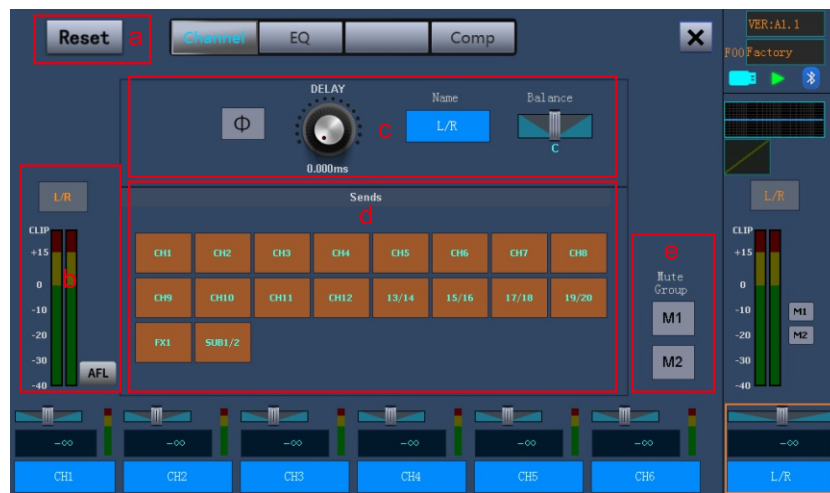 Reset
a
Channel
EQ
Comp
VER:A1.1
F00 Factory
DELAY
Name
Balance
Φ
c
L/R
C
0.000ms
L/R
Sends
d
L/R
CLIP
+15
0
-10
-20
-30
-40
b
AFL
CH1 CH2 CH3 CH4 CH5 CH6 CH7 CH8
CH9 CH10 CH11 CH12 13/14 15/16 17/18 19/20
FX1 SUB1/2
e
Mute
Group
M1
M2
CLIP
+15
0
-10
-20
-30
-40
M1
M2
-∞ -∞ -∞ -∞ -∞ -∞ -∞
CH1 CH2 CH3 CH4 CH5 CH6 L/R